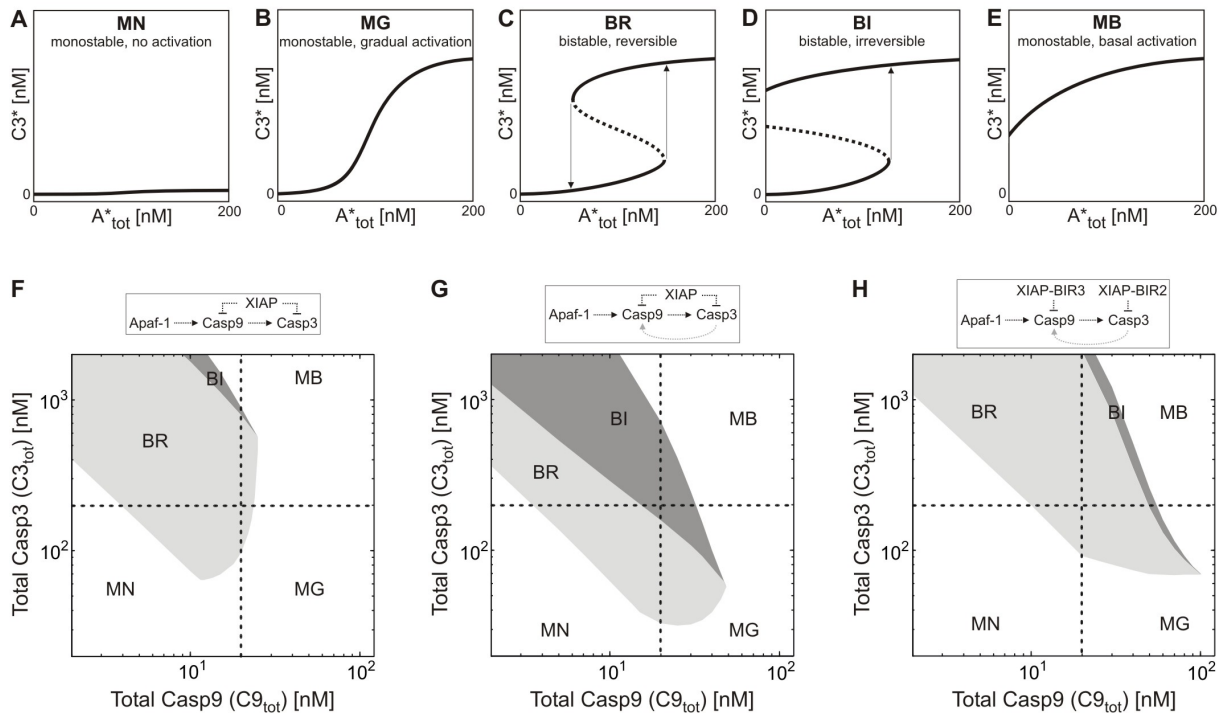 A
MN
monostable, no activation
C3* [nM]
0
0
200
A*tot [nM]
B
MG
monostable, gradual activation
C3* [nM]
0
0
200
A*tot [nM]
C
BR
bistable, reversible
C3* [nM]
0
0
200
A*tot [nM]
D
BI
bistable, irreversible
C3* [nM]
0
0
200
A*tot [nM]
E
MB
monostable, basal activation
C3* [nM]
0
0
200
A*tot [nM]
F
XIAP
Apaf-1 Casp9 Casp3
Total Casp3 (C3tot) [nM]
10³
10²
BI
MB
BR
MN
MG
10¹
10²
Total Casp9 (C9tot) [nM]
G
XIAP
Apaf-1 Casp9 Casp3
Total Casp3 (C3tot) [nM]
10³
10²
BI
MB
BR
MN
MG
10¹
10²
Total Casp9 (C9tot) [nM]
H
XIAP-BIR3 XIAP-BIR2
Apaf-1 Casp9 Casp3
Total Casp3 (C3tot) [nM]
10³
10²
BR
BI
MB
MN
MG
10¹
10²
Total Casp9 (C9tot) [nM]